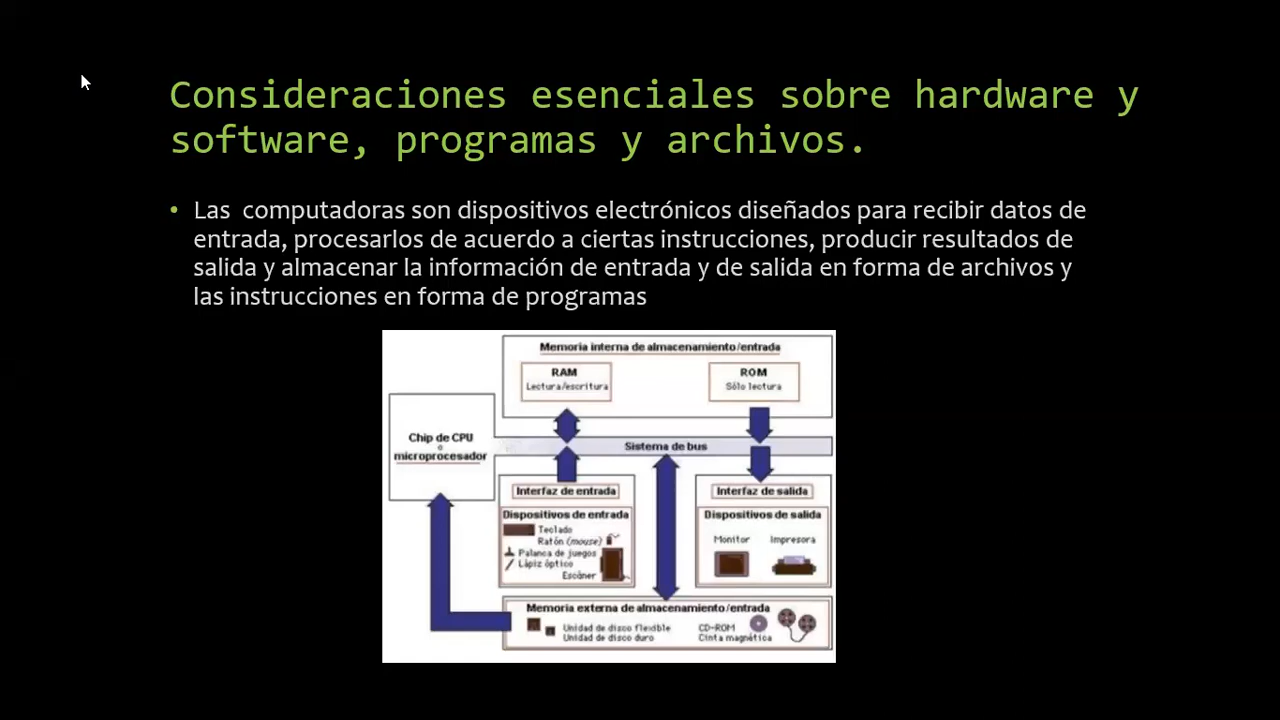 Consideraciones esenciales sobre hardware y
software, programas y archivos.
• Las  computadoras son dispositivos electrónicos diseñados para recibir datos de
entrada, procesarlos de acuerdo a ciertas instrucciones, producir resultados de
salida y almacenar la información de entrada y de salida en forma de archivos y
las instrucciones en forma de programas
Memoria interna de almacenamiento/entrada
RAM
Lectura/escritura
ROM
Sólo lectura
Chip de CPU
o
microprocesador
Sistema de bus
Interfaz de entrada
Dispositivos de entrada
Teclado
Ratón (mouse)
Palanca de juegos
Lápiz óptico
Escáner
Interfaz de salida
Dispositivos de salida
Monitor
Impresora
Memoria externa de almacenamiento/entrada
Unidad de disco flexible
Unidad de disco duro
CD-ROM
Cinta magnética